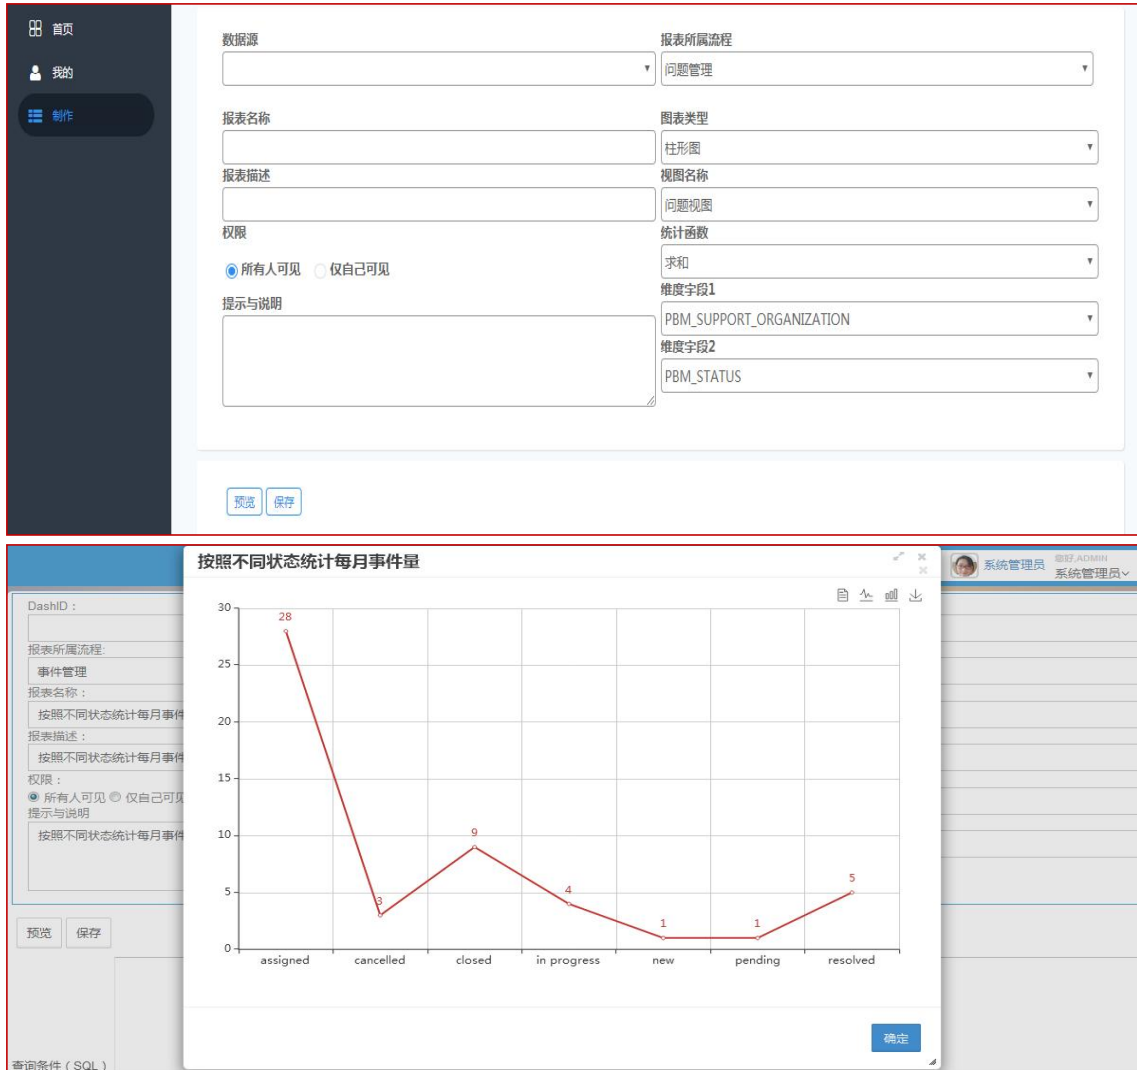 首页
我的
制作
数据源
报表所属流程
问题管理
报表名称
图表类型
柱形图
报表描述
视图名称
问题视图
权限
统计函数
所有人可见 仅自己可见
求和
提示与说明
维度字段1
PBM_SUPPORT_ORGANIZATION
维度字段2
PBM_STATUS
预览 保存
按照不同状态统计每月事件量
系统管理员
您好,ADMIN
系统管理员
DashID：
报表所属流程:
事件管理
报表名称：
按照不同状态统计每月事件
报表描述：
按照不同状态统计每月事件
权限：
所有人可见 仅自己可见
提示与说明
按照不同状态统计每月事件
预览 保存
查询条件（SQL）
30
25
20
15
10
5
0
28
3
9
4
1
1
5
assigned cancelled closed in progress new pending resolved
确定